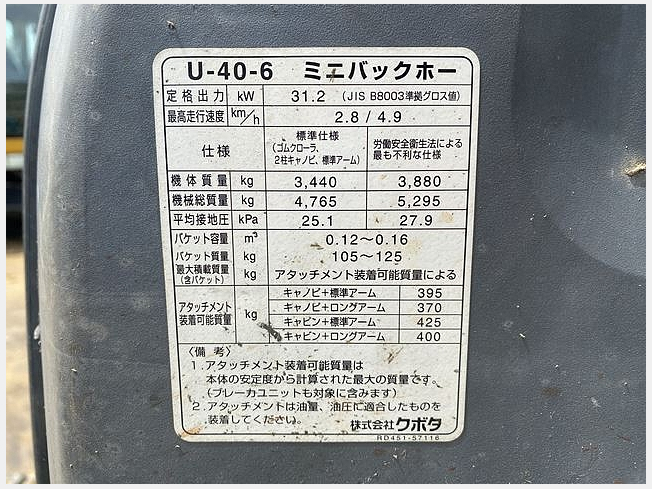 U-40-6 ミニバックホー
定格出力 kW 31.2 (JIS B8003準拠グロス値)
最高走行速度 km/h 2.8 / 4.9
仕様 標準仕様 (ゴムクローラ、2柱キャノピ、標準アーム) 労働安全衛生法による最も不利な仕様
機体質量 kg 3,440 3,880
機械総質量 kg 4,765 5,295
平均接地圧 kPa 25.1 27.9
バケット容量 m³ 0.12～0.16
バケット質量 kg 105～125
最大積載質量 (含バケット) kg アタッチメント装着可能質量による
アタッチメント装着可能質量 kg キャノピ+標準アーム 395
キャノピ+ロングアーム 370
キャビン+標準アーム 425
キャビン+ロングアーム 400
〈備考〉
1.アタッチメント装着可能質量は
本体の安定度から計算された最大の質量です。
(ブレーカユニットも対象に含みます)
2.アタッチメントは油量、油圧に適合したものを
装着してください。
株式会社クボタ
RD451-57116